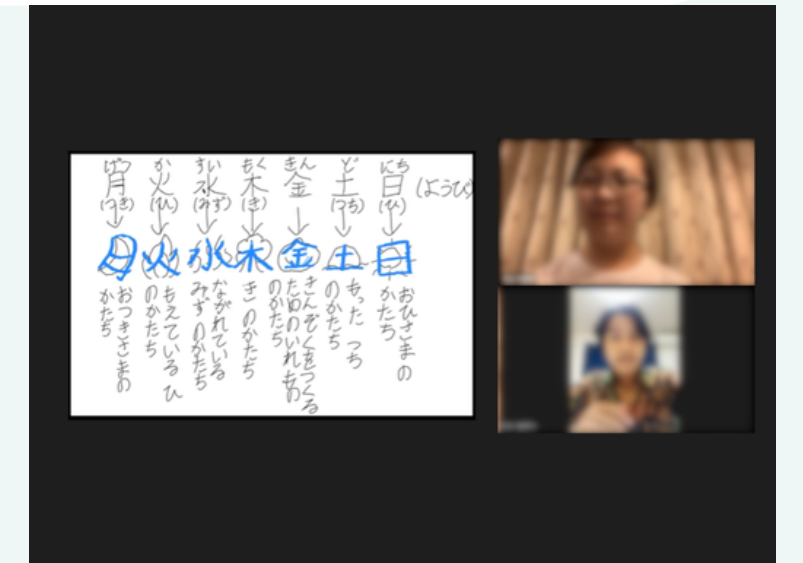 げつ か すい もく きん ど にち
月 火 水 木 金 土 日 (ようび)
(つき) (ひ) (みず) (き) (つち) (ひ)
月 火 水 木 金 土 日
おつきさまの
かたち
もえている ひ
のかたち
ながれている
みず のかたち
き のかたち
きんぞくをつくる
ためのいれもの
のかたち
もった つち
のかたち
おひさま の
かたち